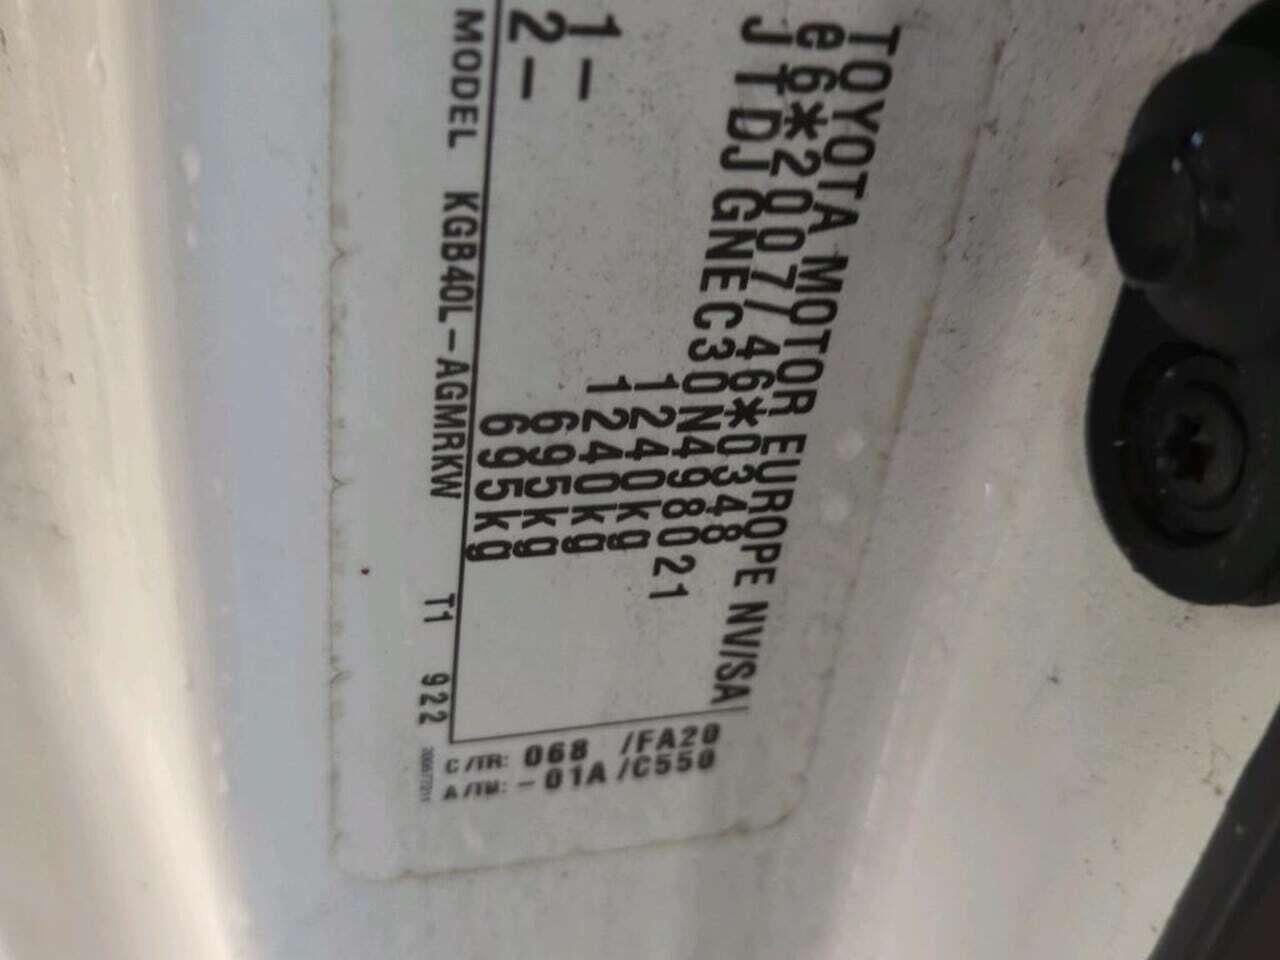 TOYOTA MOTOR EUROPE NV/SA
e6*2007/46*0348
JTDJGNEC30N498021
1240kg
1240kg
1- 695kg
2- 695kg
MODEL KGB40L-AGMRKW T1 922
C/TR: 068 /FA20
A/TM: -01A /C550